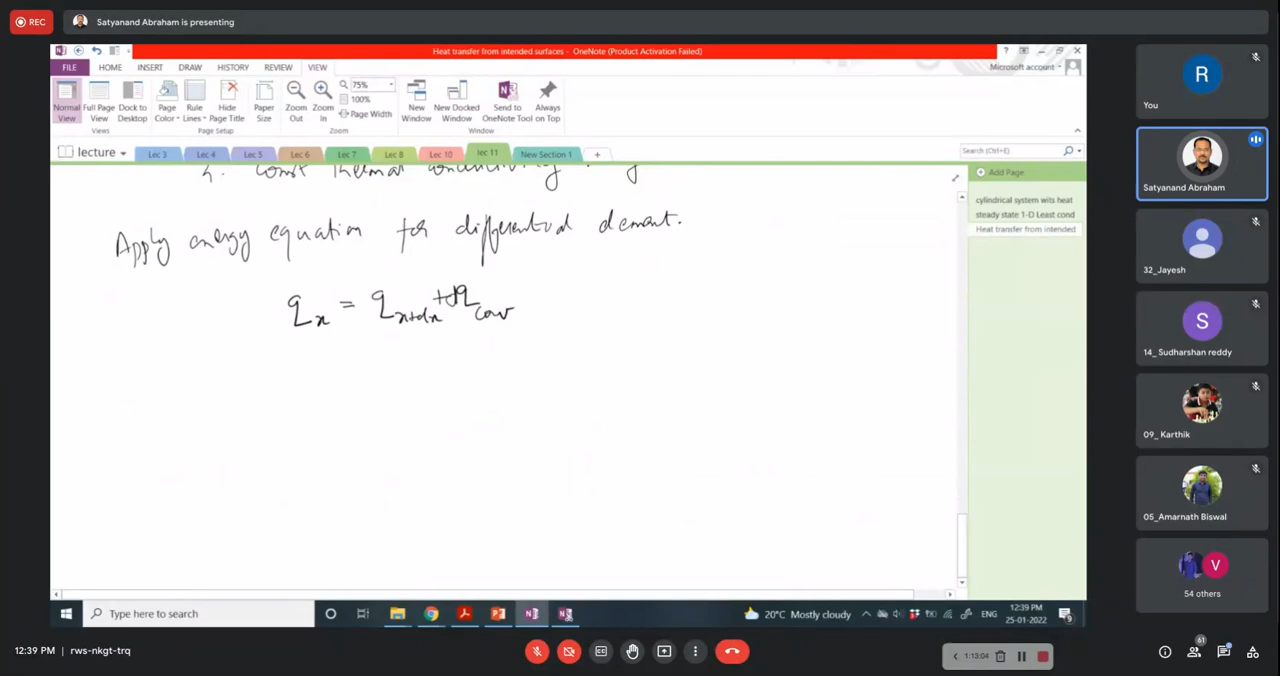 REC
Satyanand Abraham is presenting
Heat transfer from intended surfaces - OneNote (Product Activation Failed)
FILE HOME INSERT DRAW HISTORY REVIEW VIEW
Microsoft account
Normal View
Full Page View
Dock to Desktop
Views
Page Color
Rule Lines
Hide Page Title
Page Setup
Paper Size
Zoom Out
Zoom In
75%
100%
Page Width
Zoom
New Window
New Docked Window
Send to OneNote Tool
Always on Top
Window
lecture
Lec 3 Lec 4 Lec 5 Lec 6 Lec 7 Lec 8 Lec 10 lec 11 New Section 1 +
Search (Ctrl+E)
Add Page
cylindrical system wits heat
steady state 1-D Least cond
Heat transfer from intended
4. Const thermal conductivity
Apply energy equation for differential element.
q_x = q_x+dx + dq_conv
You
R
Satyanand Abraham
32_Jayesh
S
14_ Sudharshan reddy
09_ Karthik
05_Amarnath Biswal
V
54 others
Type here to search
20°C Mostly cloudy
ENG
12:39 PM
25-01-2022
9
12:39 PM | rws-nkgt-trq
1:13:04
61